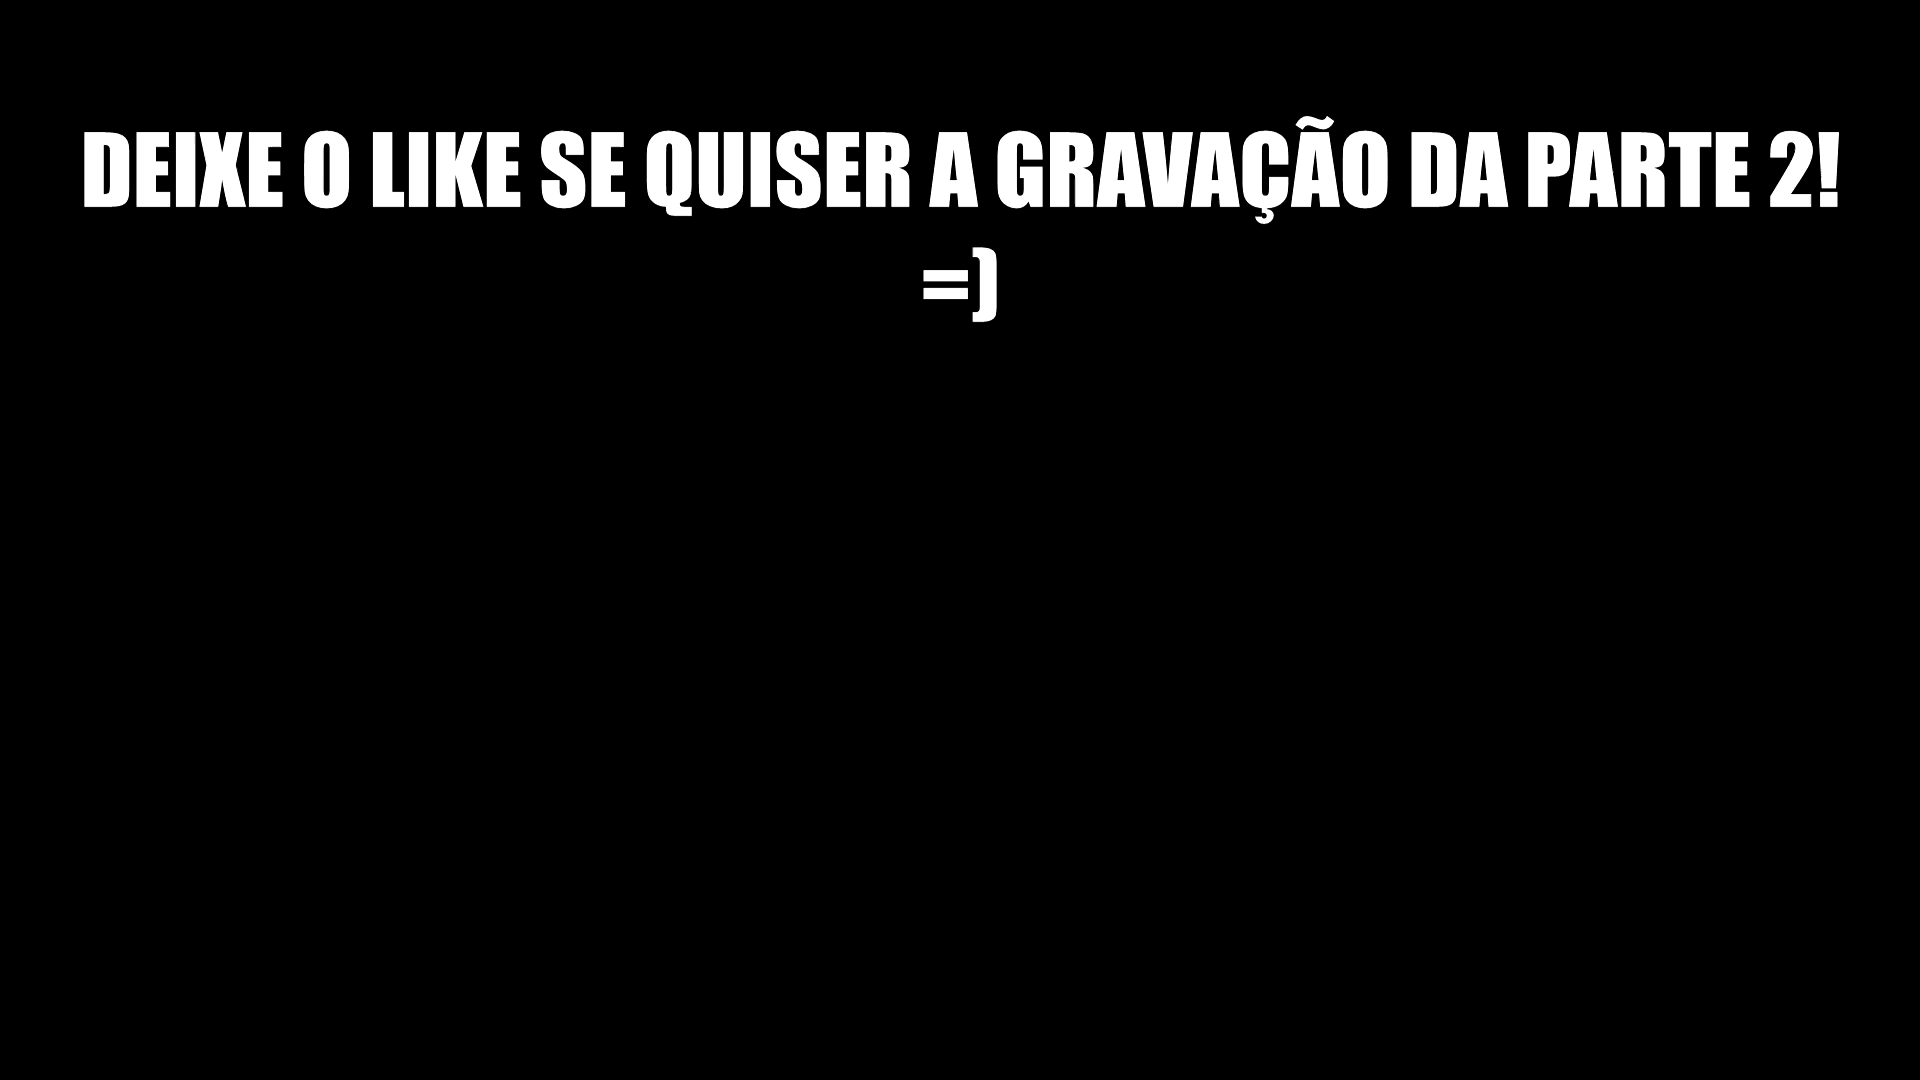 DEIXE O LIKE SE QUISER A GRAVAÇÃO DA PARTE 2!
=)